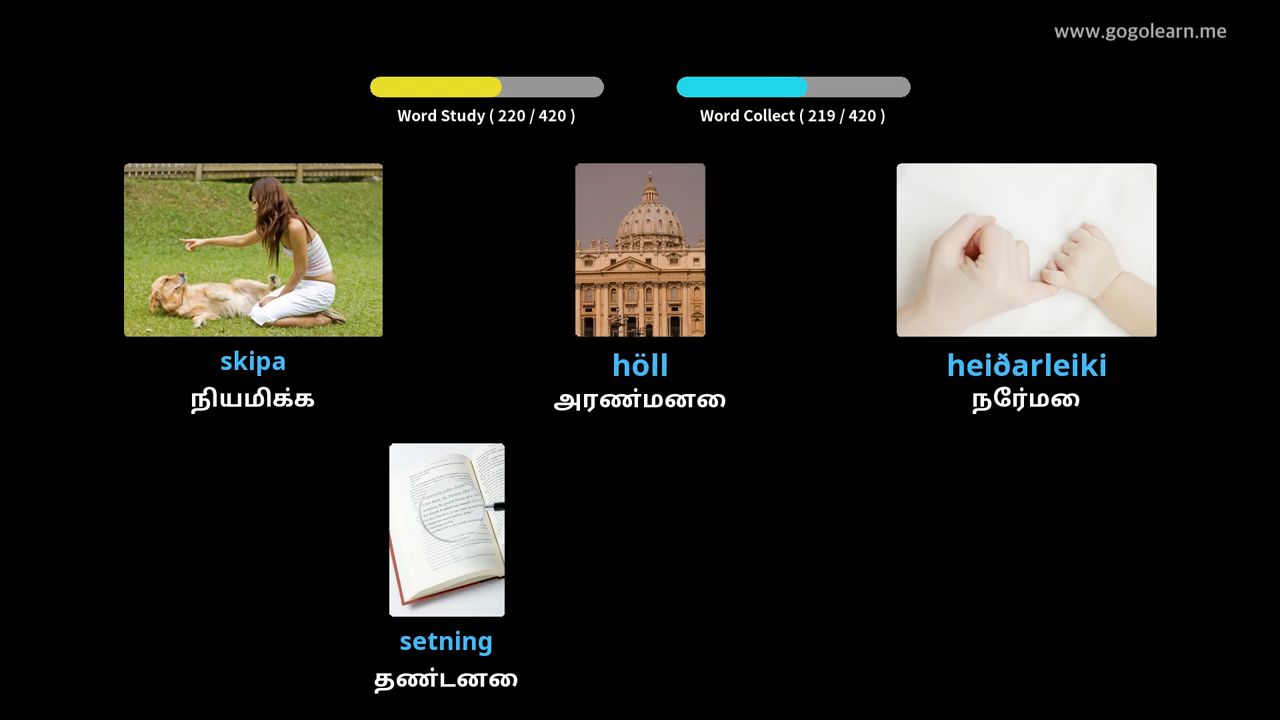 www.gogolearn.me
Word Study ( 220 / 420 )
Word Collect ( 219 / 420 )
skipa
நியமிக்க
höll
அரண்மனை
heiðarleiki
நேர்மை
setning
தண்டனை